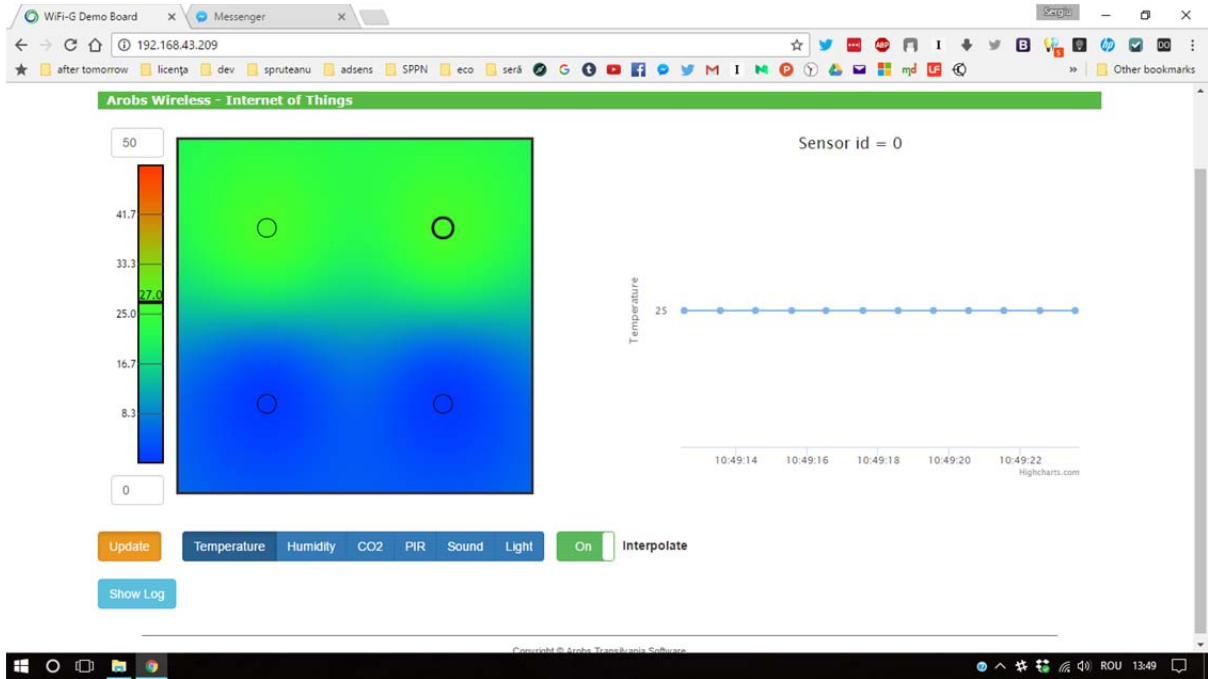 WiFi-G Demo Board
Messenger
Sergiu
192.168.43.209
after tomorrow licența dev spruteanu adsens SPPN eco seră
Other bookmarks
Arobs Wireless - Internet of Things
50
41.7
33.3
27.0
25.0
16.7
8.3
0
Sensor id = 0
Temperature
25
10:49:14 10:49:16 10:49:18 10:49:20 10:49:22
Highcharts.com
Update Temperature Humidity CO2 PIR Sound Light On Interpolate
Show Log
Copyright © Arobs Transilvania Software
ROU 13:49